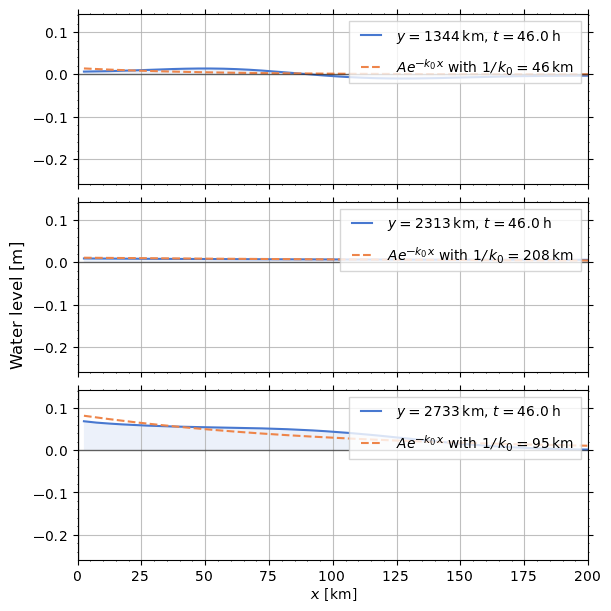 0.1
0.0
−0.1
−0.2
y = 1344 km, t = 46.0 h
Ae^{−k₀x} with 1/k₀ = 46 km
0.1
0.0
−0.1
−0.2
y = 2313 km, t = 46.0 h
Ae^{−k₀x} with 1/k₀ = 208 km
Water level [m]
0.1
0.0
−0.1
−0.2
y = 2733 km, t = 46.0 h
Ae^{−k₀x} with 1/k₀ = 95 km
0 25 50 75 100 125 150 175 200
x [km]